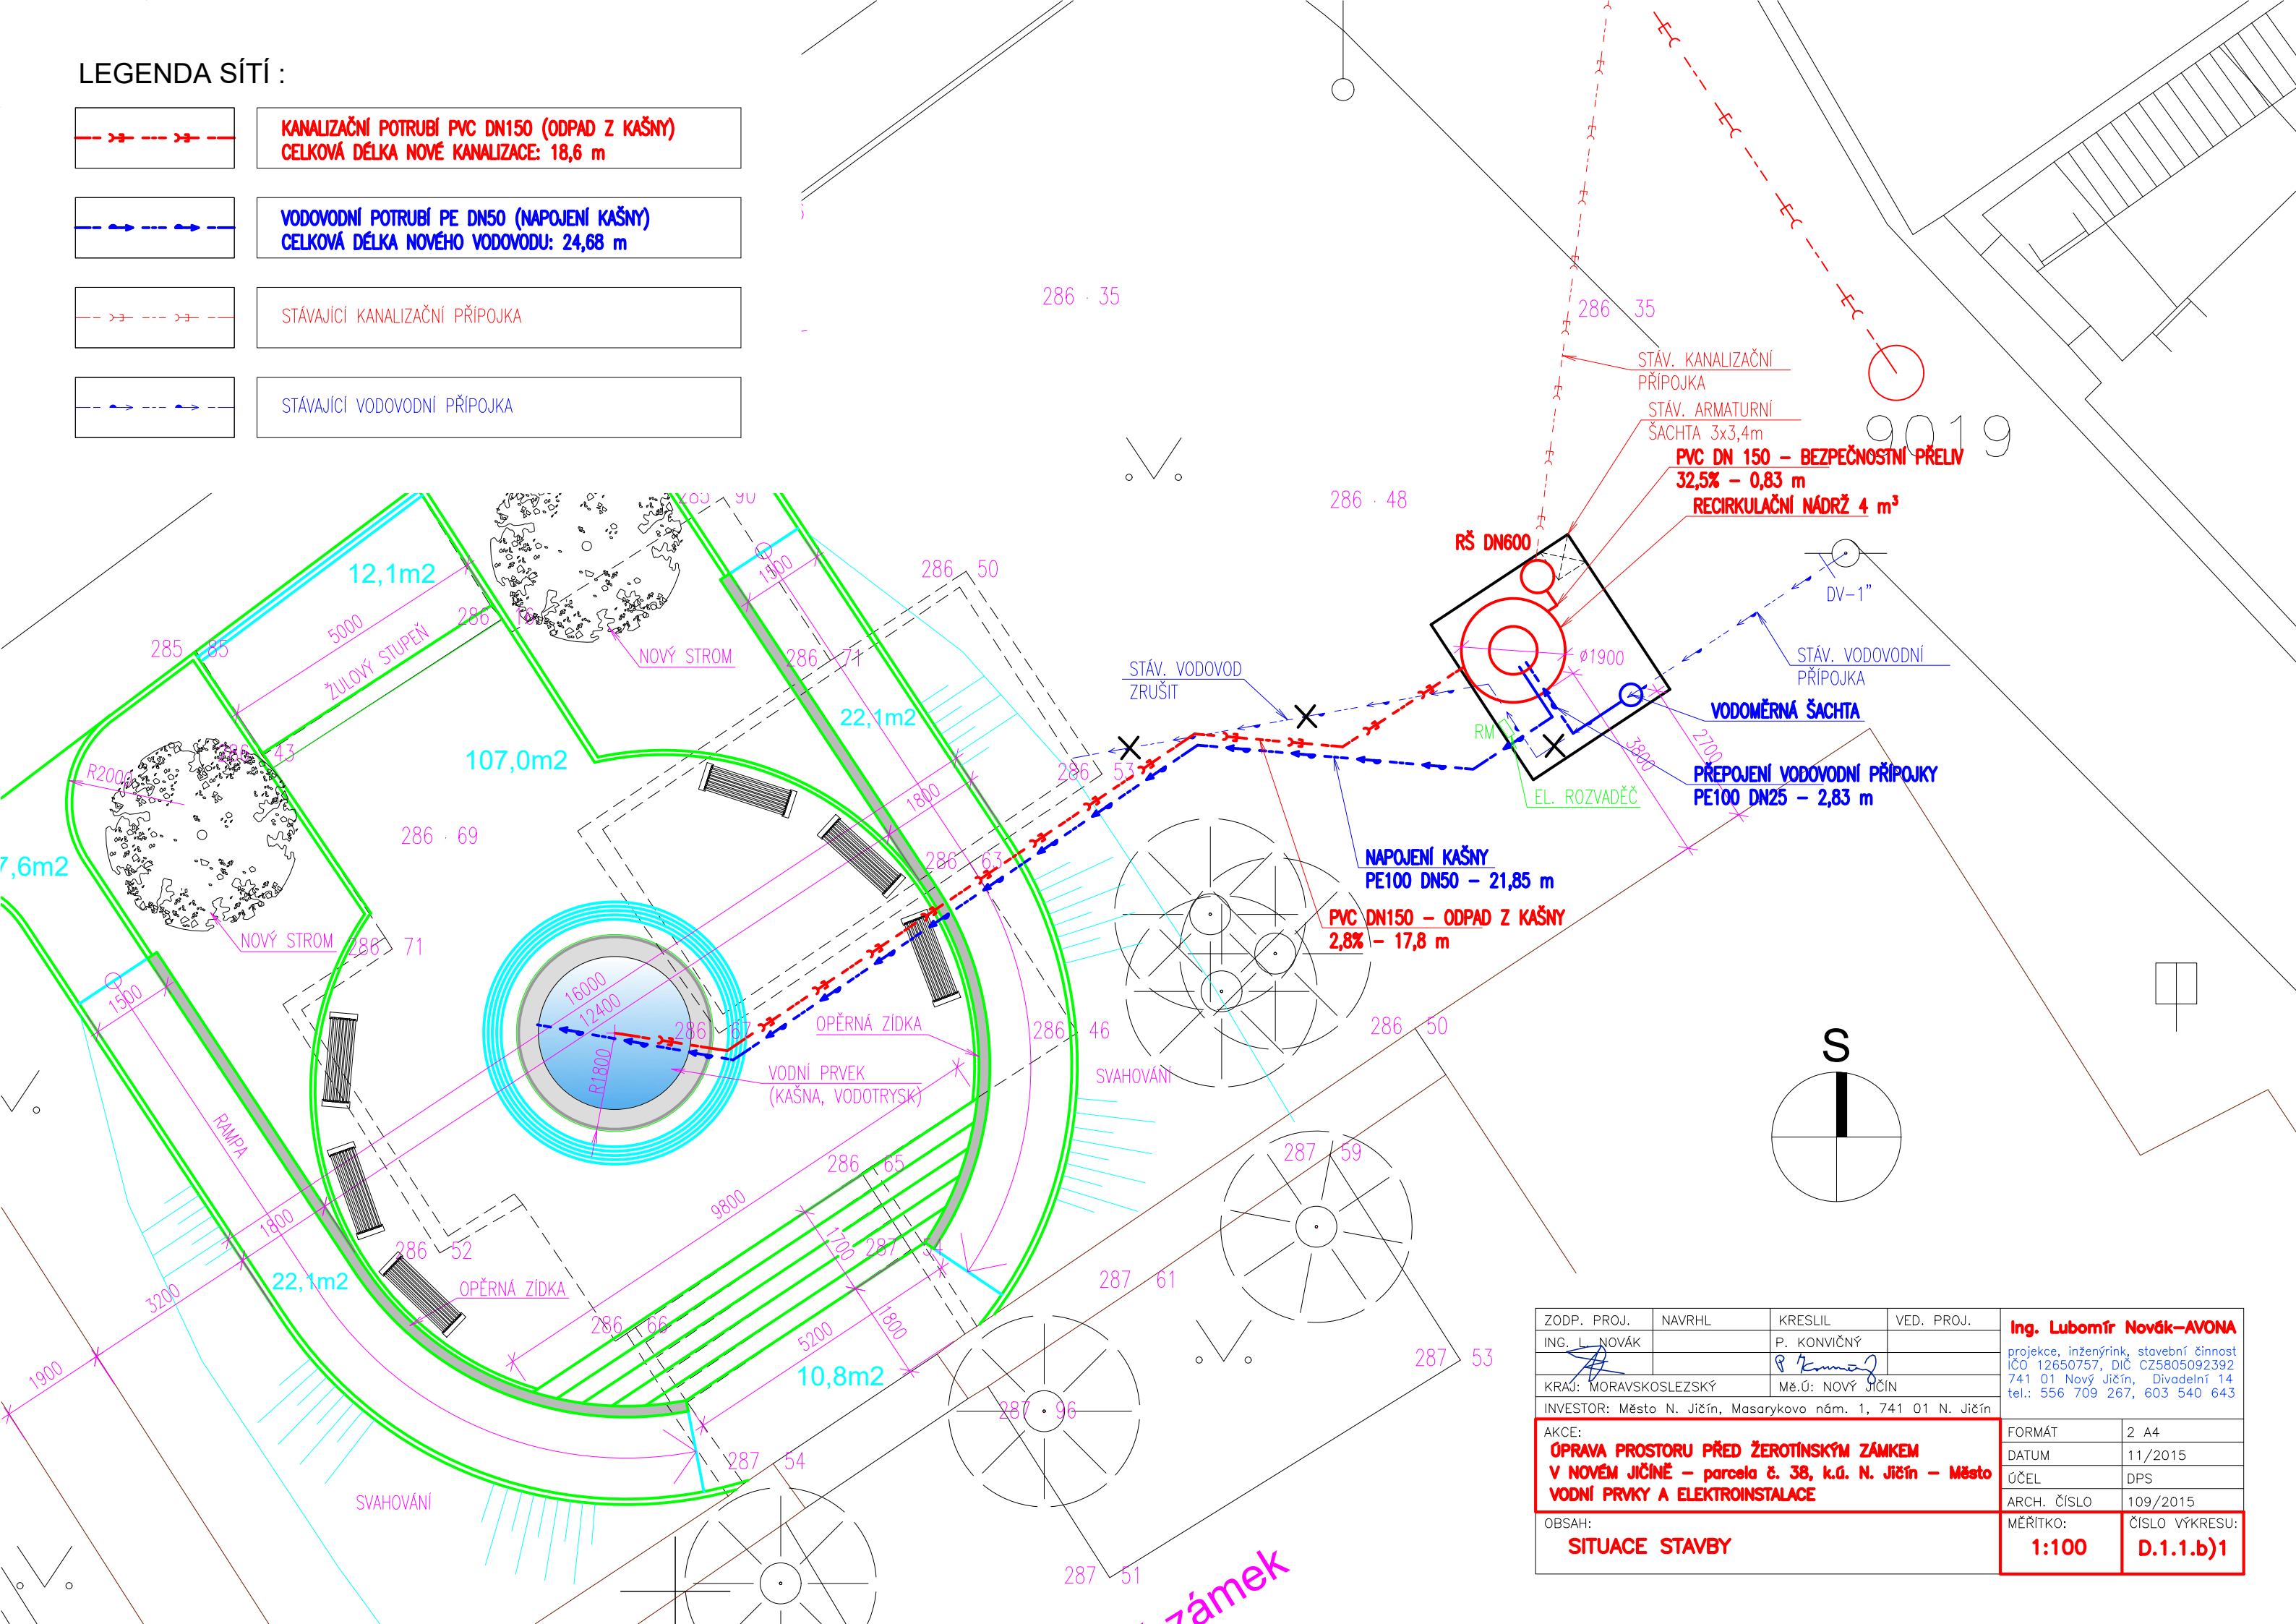 LEGENDA SÍTÍ :
KANALIZAČNÍ POTRUBÍ PVC DN150 (ODPAD Z KAŠNY)
CELKOVÁ DÉLKA NOVÉ KANALIZACE: 18,6 m
VODOVODNÍ POTRUBÍ PE DN50 (NAPOJENÍ KAŠNY)
CELKOVÁ DÉLKA NOVÉHO VODOVODU: 24,68 m
STÁVAJÍCÍ KANALIZAČNÍ PŘÍPOJKA
STÁVAJÍCÍ VODOVODNÍ PŘÍPOJKA
286 . 35
286 35
STÁV. KANALIZAČNÍ
PŘÍPOJKA
STÁV. ARMATURNÍ
ŠACHTA 3x3,4m
9019
PVC DN 150 – BEZPEČNOSTNÍ PŘELIV
32,5% – 0,83 m
RECIRKULAČNÍ NÁDRŽ 4 m³
286 . 48
RŠ DN600
DV–1"
STÁV. VODOVODNÍ
PŘÍPOJKA
ø1900
VODOMĚRNÁ ŠACHTA
STÁV. VODOVOD
ZRUŠIT
RM
3800
2700
PŘEPOJENÍ VODOVODNÍ PŘÍPOJKY
PE100 DN25 – 2,83 m
EL. ROZVADĚČ
NAPOJENÍ KAŠNY
PE100 DN50 – 21,85 m
PVC DN150 – ODPAD Z KAŠNY
2,8% – 17,8 m
285 90
12,1m2
1500
286 50
5000
ŽULOVÝ STUPEŇ
285 85
NOVÝ STROM
286 71
22,1m2
107,0m2
286 43
R2000
286 53
1800
286 . 69
7,6m2
286 63
NOVÝ STROM
286 71
1500
16000
12400
OPĚRNÁ ZÍDKA
286 67
286 46
286 50
R1800
VODNÍ PRVEK
(KAŠNA, VODOTRYSK)
SVAHOVÁNÍ
RAMPA
286 65
287 59
9800
1700
1800
286 52
287 54
22,1m2
OPĚRNÁ ZÍDKA
3200
287 61
286 66
1800
5200
1900
10,8m2
287 53
287 96
287 54
SVAHOVÁNÍ
287 51
zámek
S
ZODP. PROJ. NAVRHL KRESLIL VED. PROJ.
ING. L. NOVÁK P. KONVIČNÝ
KRAJ: MORAVSKOSLEZSKÝ Mě.Ú: NOVÝ JIČÍN
INVESTOR: Město N. Jičín, Masarykovo nám. 1, 741 01 N. Jičín
Ing. Lubomír Novák–AVONA
projekce, inženýrink, stavební činnost
IČO 12650757, DIČ CZ5805092392
741 01 Nový Jičín, Divadelní 14
tel.: 556 709 267, 603 540 643
AKCE:
ÚPRAVA PROSTORU PŘED ŽEROTÍNSKÝM ZÁMKEM
V NOVÉM JIČÍNĚ – parcela č. 38, k.ú. N. Jičín – Město
VODNÍ PRVKY A ELEKTROINSTALACE
FORMÁT 2 A4
DATUM 11/2015
ÚČEL DPS
ARCH. ČÍSLO 109/2015
OBSAH:
SITUACE STAVBY
MĚŘÍTKO:
1:100
ČÍSLO VÝKRESU:
D.1.1.b)1